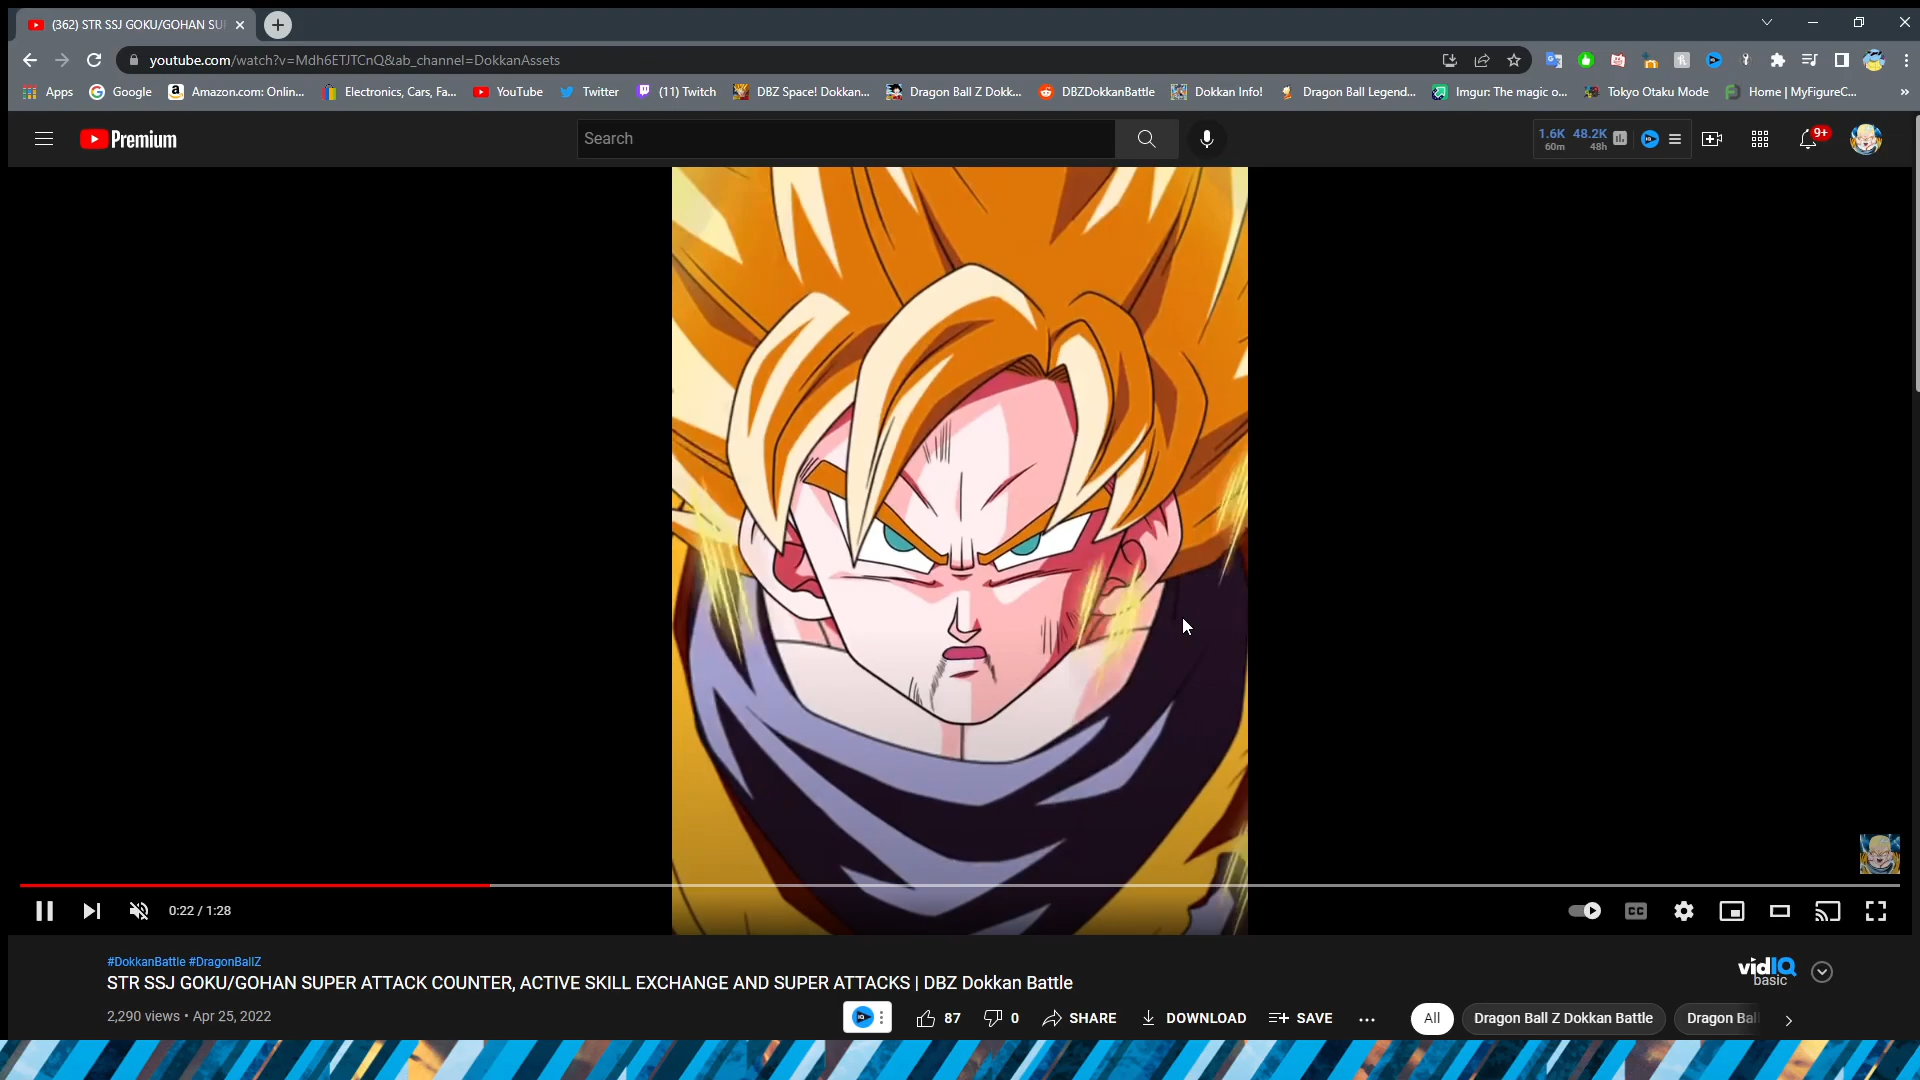 (362) STR SSJ GOKU/GOHAN SU
youtube.com/watch?v=Mdh6ETJTCnQ&ab_channel=DokkanAssets
Apps Google Amazon.com: Onlin... Electronics, Cars, Fa... YouTube Twitter (11) Twitch DBZ Space! Dokkan... Dragon Ball Z Dokk... DBZDokkanBattle Dokkan Info! Dragon Ball Legend... Imgur: The magic o... Tokyo Otaku Mode Home | MyFigureC... »
Premium
Search
1.6K 48.2K
60m 48h
9+
0:22 / 1:28
CC
#DokkanBattle #DragonBallZ
STR SSJ GOKU/GOHAN SUPER ATTACK COUNTER, ACTIVE SKILL EXCHANGE AND SUPER ATTACKS | DBZ Dokkan Battle
vidIQ
basic
2,290 views • Apr 25, 2022
87 0 SHARE DOWNLOAD SAVE ...
All Dragon Ball Z Dokkan Battle Dragon Ball